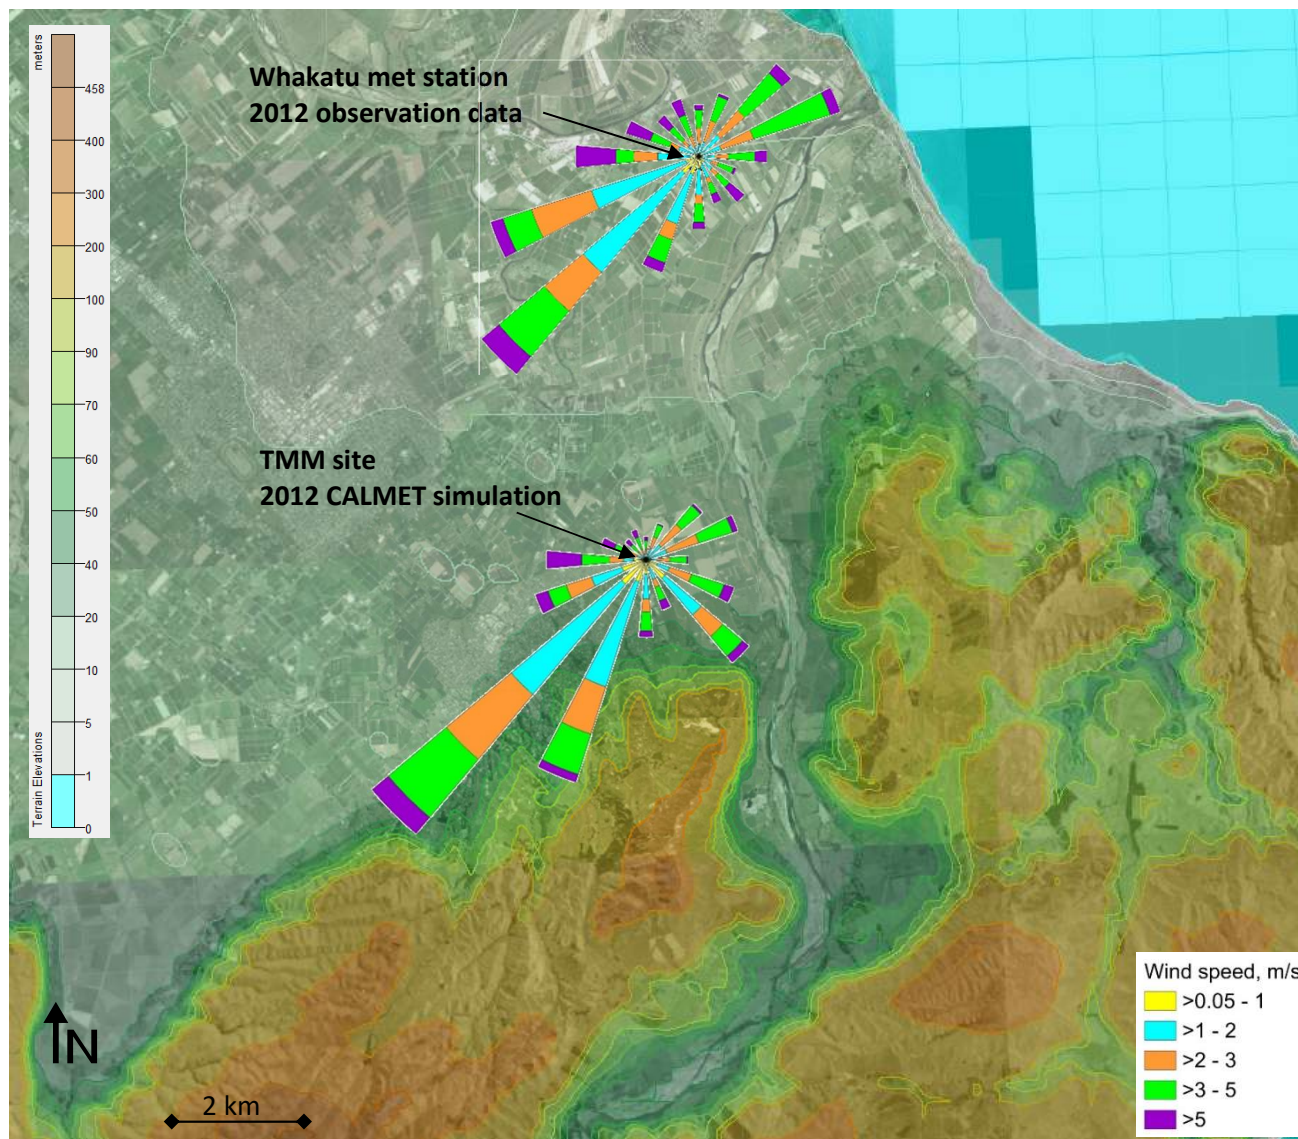 meters
458
400
300
200
100
90
70
60
50
40
20
10
5
1
0
Terrain Elevations
Whakatu met station
2012 observation data
TMM site
2012 CALMET simulation
N
2 km
Wind speed, m/s
>0.05 - 1
>1 - 2
>2 - 3
>3 - 5
>5